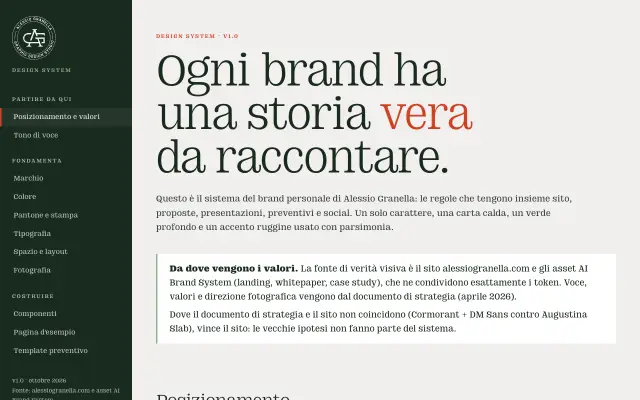 ALESSIO GRANELLA
GRAPHIC DESIGN STUDIO
DESIGN SYSTEM
PARTIRE DA QUI
Posizionamento e valori
Tono di voce
FONDAMENTA
Marchio
Colore
Pantone e stampa
Tipografia
Spazio e layout
Fotografia
COSTRUIRE
Componenti
Pagina d'esempio
Template preventivo
v1.0 · ottobre 2026
Fonte: alessiogranella.com e asset AI
DESIGN SYSTEM · V1.0
Ogni brand ha
una storia vera
da raccontare.
Questo è il sistema del brand personale di Alessio Granella: le regole che tengono insieme sito,
proposte, presentazioni, preventivi e social. Un solo carattere, una carta calda, un verde
profondo e un accento ruggine usato con parsimonia.
Da dove vengono i valori. La fonte di verità visiva è il sito alessiogranella.com e gli asset AI
Brand System (landing, whitepaper, case study), che ne condividono esattamente i token. Voce,
valori e direzione fotografica vengono dal documento di strategia (aprile 2026).
Dove il documento di strategia e il sito non coincidono (Cormorant + DM Sans contro Augustina
Slab), vince il sito: le vecchie ipotesi non fanno parte del sistema.
Posizionamento